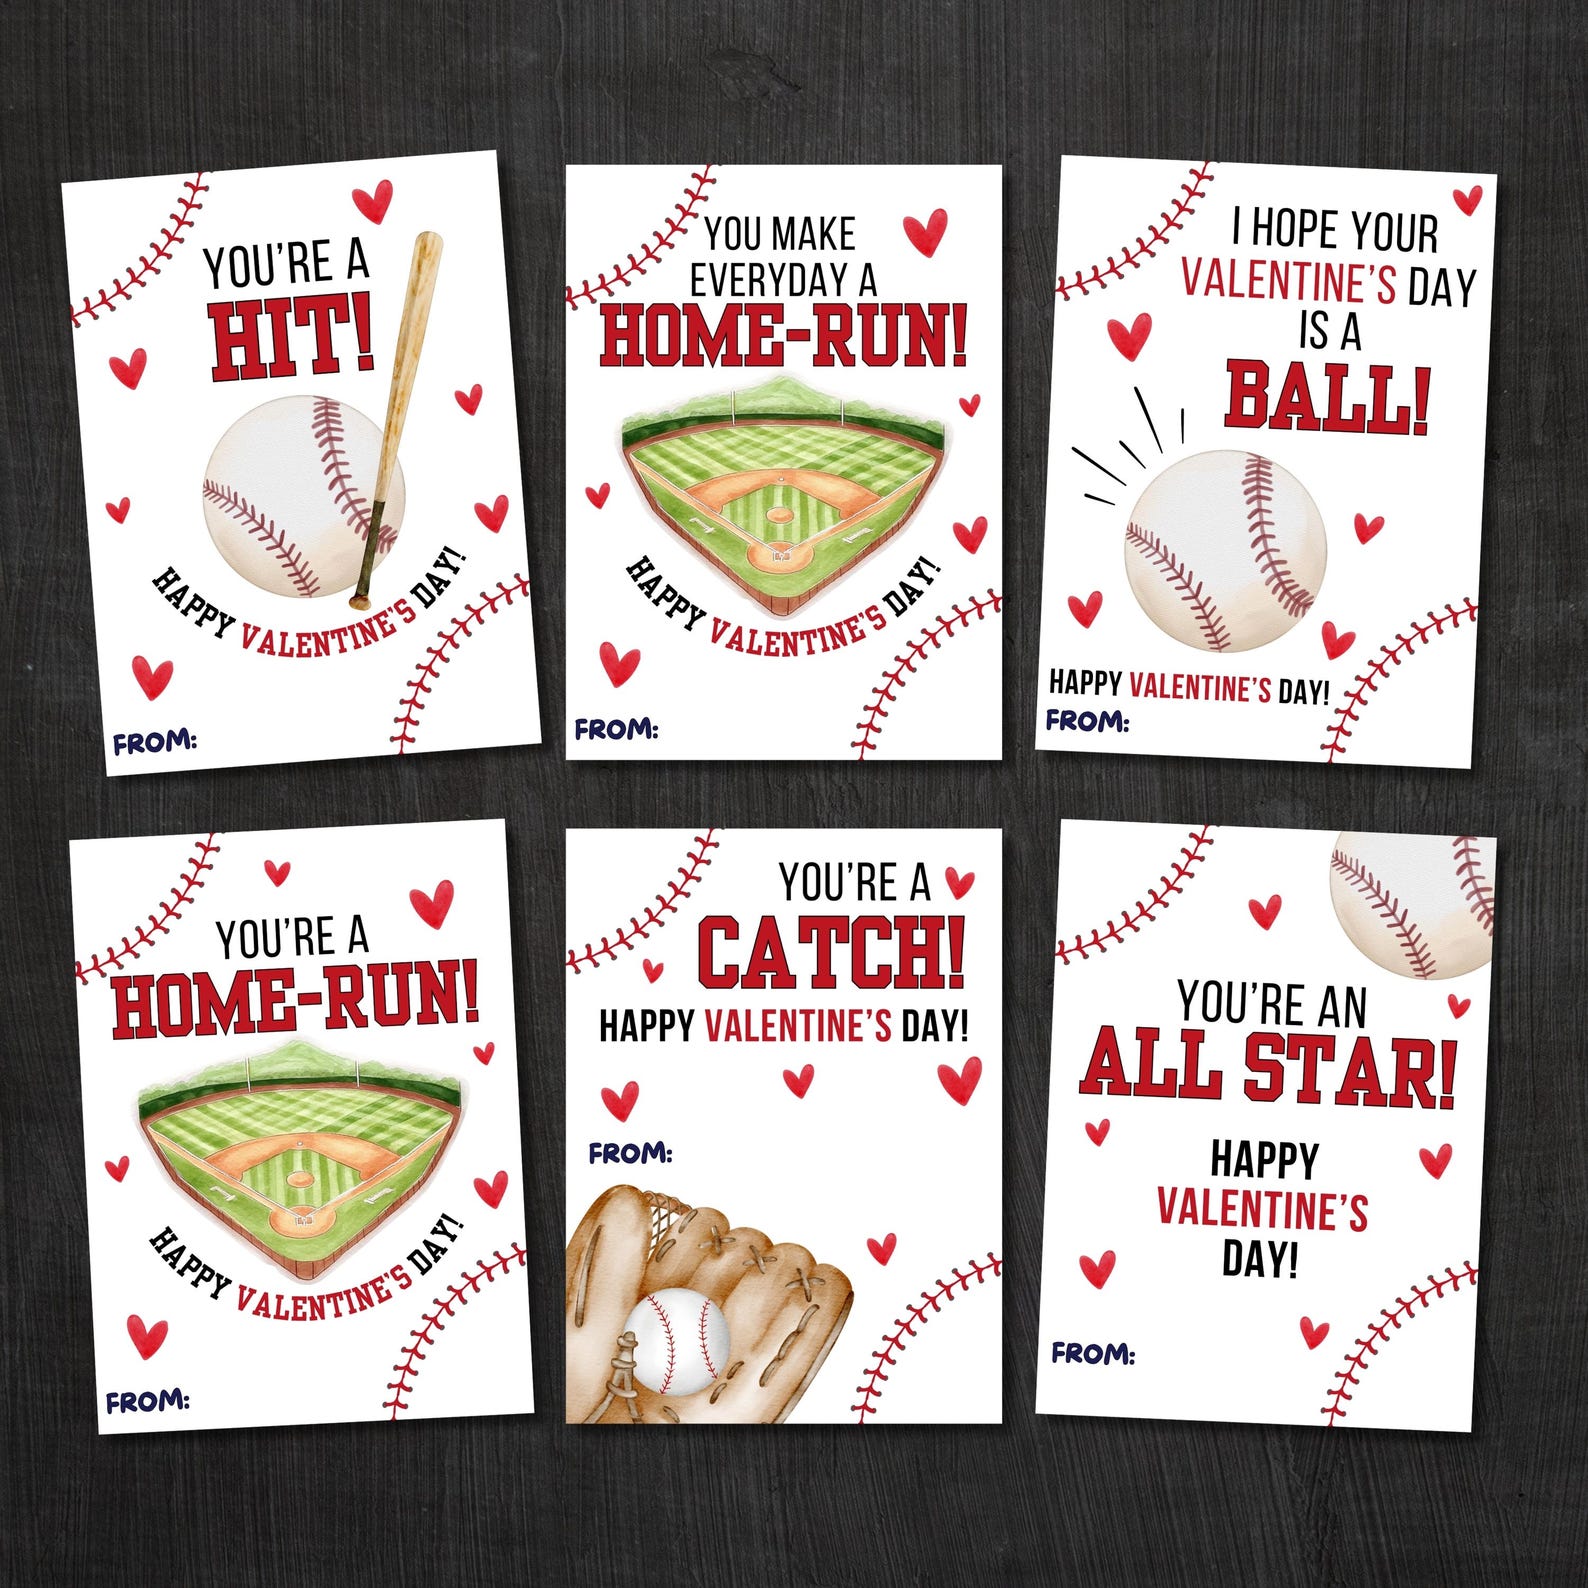 YOU'RE A
HIT!
HAPPY VALENTINE'S DAY!
FROM:
YOU MAKE
EVERYDAY A
HOME-RUN!
HAPPY VALENTINE'S DAY!
FROM:
I HOPE YOUR
VALENTINE'S DAY
IS A
BALL!
HAPPY VALENTINE'S DAY!
FROM:
YOU'RE A
HOME-RUN!
HAPPY VALENTINE'S DAY!
FROM:
YOU'RE A
CATCH!
HAPPY VALENTINE'S DAY!
FROM:
YOU'RE AN
ALL STAR!
HAPPY
VALENTINE'S
DAY!
FROM: